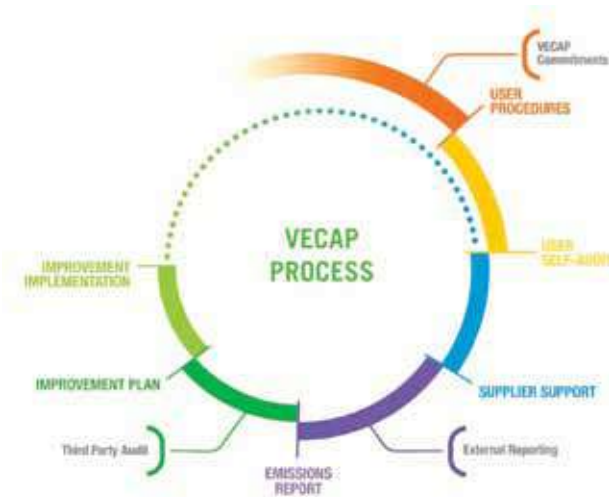 VECAP
Commitments
USER
PROCEDURES
VECAP
PROCESS
USER
SELF-AUDIT
IMPROVEMENT
IMPLEMENTATION
IMPROVEMENT PLAN
SUPPLIER SUPPORT
Third Party Audit
External Reporting
EMISSIONS
REPORT